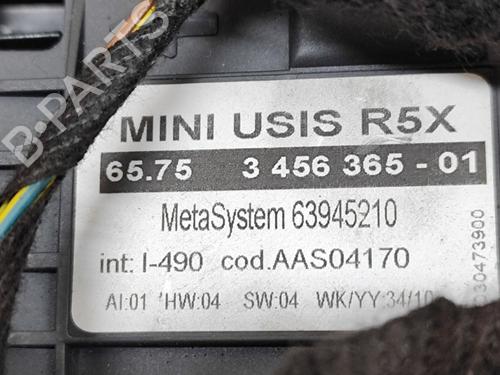 B-PARTS
MINI USIS R5X
65.75 3 456 365 - 01
MetaSystem 63945210
int: I-490 cod.AAS04170
AI:01 HW:04 SW:04 WK/YY:34/10
030473900